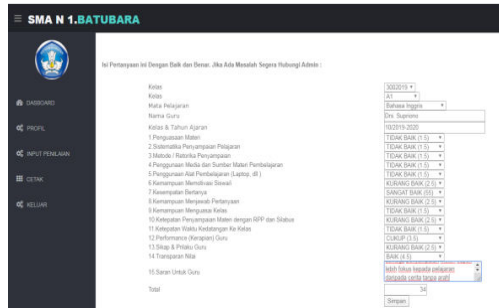 SMA N 1.BATUBARA
Isi Pertanyaan ini Dengan Baik dan Benar. Jika Ada Masalah Segera Hubungi Admin :
DASBOARD
PROFIL
INPUT PENILAIAN
CETAK
KELUAR
Kelas 3002019
Kelas A1
Mata Pelajaran Bahasa Inggris
Nama Guru Drs. Supriono
Kelas & Tahun Ajaran 10/2019-2020
1.Penguasaan Materi TIDAK BAIK (1.5)
2.Sistematika Penyampaian Pelajaran TIDAK BAIK (1.5)
3.Metode / Retorika Penyampaian TIDAK BAIK (1.5)
4.Penggunaan Media dan Sumber Materi Pembelajaran TIDAK BAIK (1.5)
5.Penggunaan Alat Pembelajaran (Laptop, dll ) TIDAK BAIK (1.5)
6.Kemampuan Memotivasi Siswa/i KURANG BAIK (2.5)
7.Kesempatan Bertanya SANGAT BAIK (55)
8.Kemampuan Menjawab Pertanyaan KURANG BAIK (2.5)
9.Kemampuan Menguasai Kelas TIDAK BAIK (1.5)
10.Ketepatan Penyampaian Materi dengan RPP dan Silabus KURANG BAIK (2.5)
11.Ketepatan Waktu Kedatangan Ke Kelas TIDAK BAIK (1.5)
12.Performance (Kerapian) Guru CUKUP (3.5)
13.Sikap & Prilaku Guru KURANG BAIK (2.5)
14.Transparan Nilai BAIK (4.5)
15.Saran Untuk Guru
lebih fokus kepada pelajaran
daripada cerita tanpa arah
Total 34
Simpan